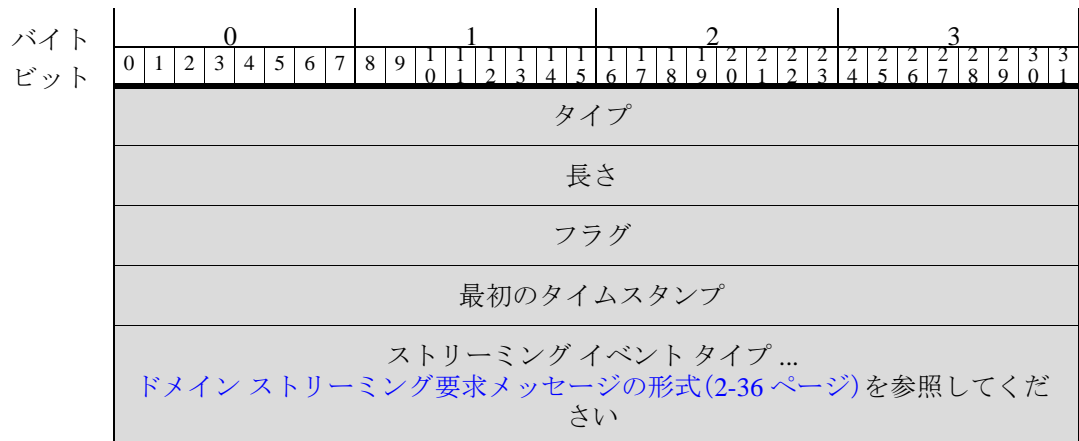 バイト 0 1 2 3
ビット 0 1 2 3 4 5 6 7 8 9 10 11 12 13 14 15 16 17 18 19 20 21 22 23 24 25 26 27 28 29 30 31
タイプ
長さ
フラグ
最初のタイムスタンプ
ストリーミング イベント タイプ ...
ドメイン ストリーミング要求メッセージの形式(2-36 ページ)を参照してくだ
さい